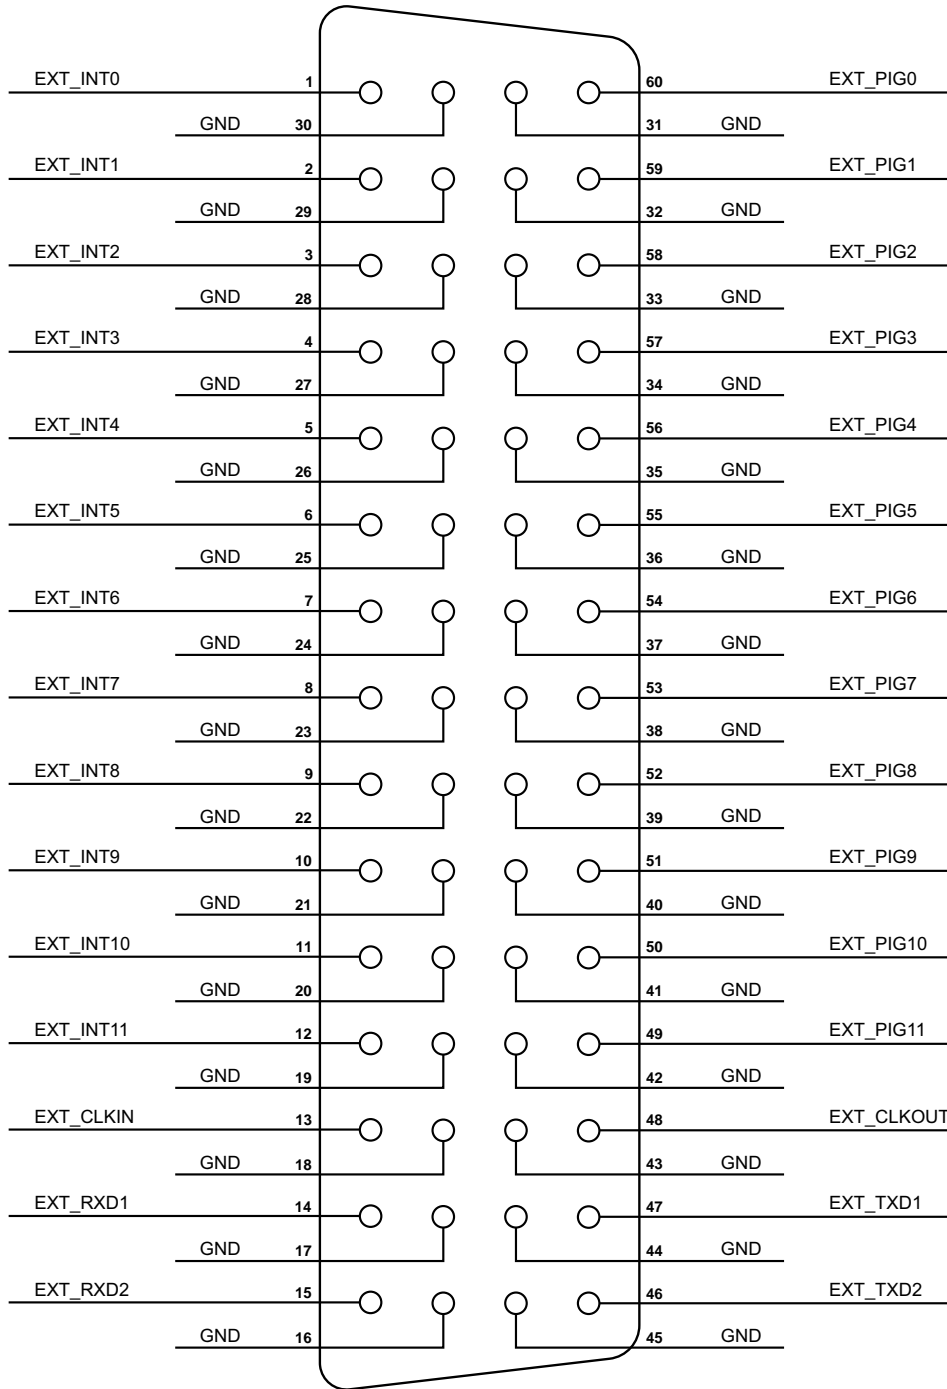 EXT_INT0 1 60 EXT_PIG0
GND 30 31 GND
EXT_INT1 2 59 EXT_PIG1
GND 29 32 GND
EXT_INT2 3 58 EXT_PIG2
GND 28 33 GND
EXT_INT3 4 57 EXT_PIG3
GND 27 34 GND
EXT_INT4 5 56 EXT_PIG4
GND 26 35 GND
EXT_INT5 6 55 EXT_PIG5
GND 25 36 GND
EXT_INT6 7 54 EXT_PIG6
GND 24 37 GND
EXT_INT7 8 53 EXT_PIG7
GND 23 38 GND
EXT_INT8 9 52 EXT_PIG8
GND 22 39 GND
EXT_INT9 10 51 EXT_PIG9
GND 21 40 GND
EXT_INT10 11 50 EXT_PIG10
GND 20 41 GND
EXT_INT11 12 49 EXT_PIG11
GND 19 42 GND
EXT_CLKIN 13 48 EXT_CLKOUT
GND 18 43 GND
EXT_RXD1 14 47 EXT_TXD1
GND 17 44 GND
EXT_RXD2 15 46 EXT_TXD2
GND 16 45 GND